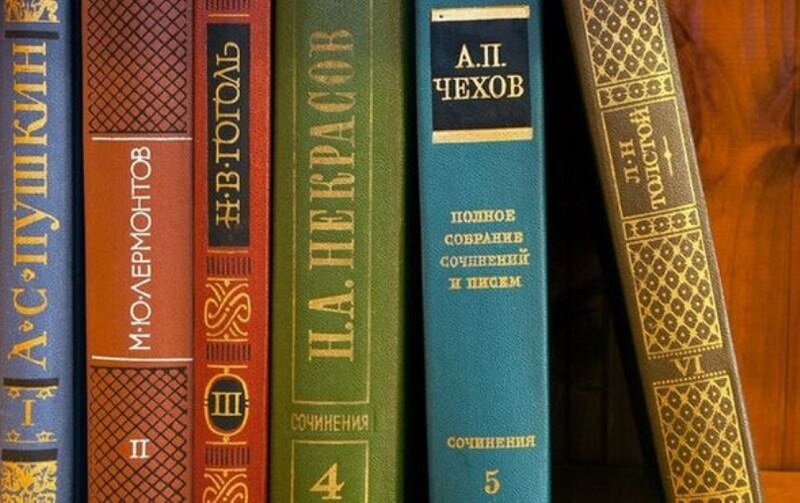 А•С•ПУШКИН
I
М•Ю•ЛЕРМОНТОВ
II
Н•В•ГОГОЛЬ
III
Н.А.НЕКРАСОВ
СОЧИНЕНИЯ
4
А.П.
ЧЕХОВ
ПОЛНОЕ
СОБРАНИЕ
СОЧИНЕНИЙ
И ПИСЕМ
СОЧИНЕНИЯ
5
Л•Н
ТОЛСТОЙ
VI